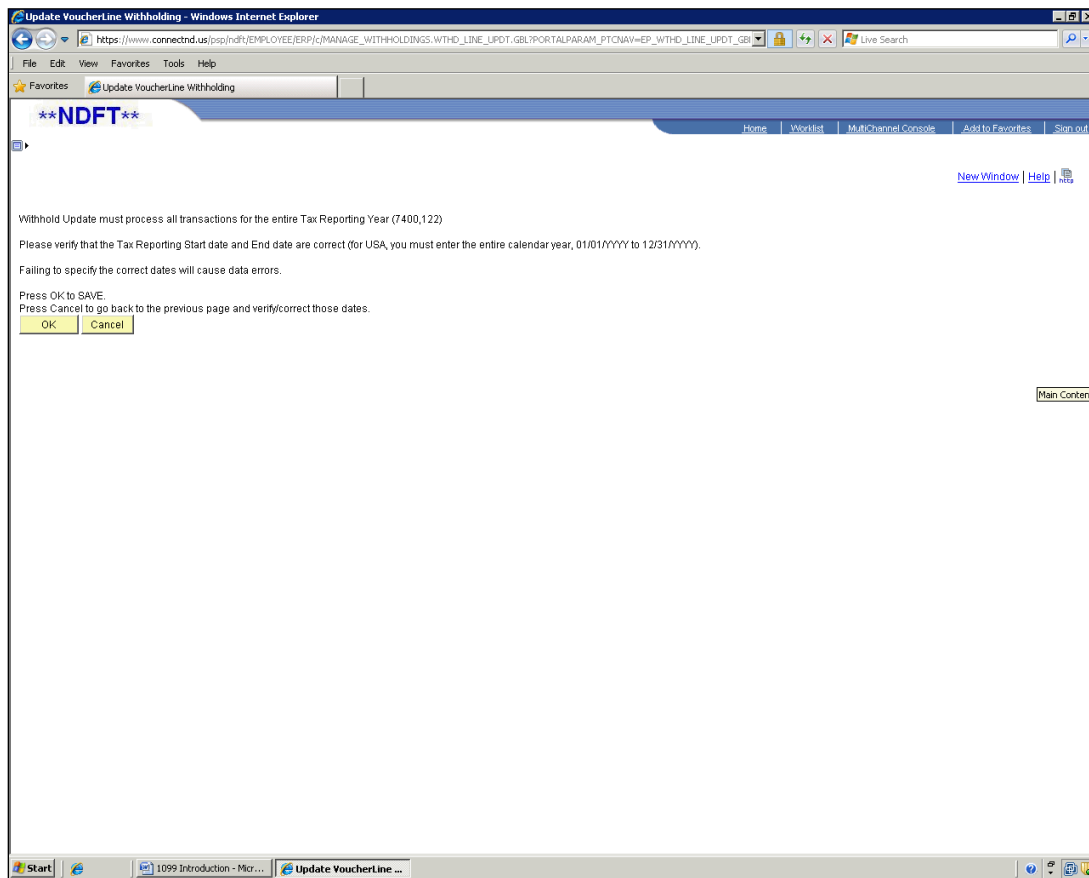 Update VoucherLine Withholding - Windows Internet Explorer
https://www.connectnd.us/psp/ndft/EMPLOYEE/ERP/c/MANAGE_WITHHOLDINGS.WTHD_LINE_UPDT.GBL?PORTALPARAM_PTCNAV=EP_WTHD_LINE_UPDT_GBl
Live Search
File Edit View Favorites Tools Help
Favorites Update VoucherLine Withholding
**NDFT**
Home Worklist MultiChannel Console Add to Favorites Sign out
New Window | Help | http
Withhold Update must process all transactions for the entire Tax Reporting Year (7400,122)
Please verify that the Tax Reporting Start date and End date are correct (for USA, you must enter the entire calendar year, 01/01/YYYY to 12/31/YYYY).
Failing to specify the correct dates will cause data errors.
Press OK to SAVE.
Press Cancel to go back to the previous page and verify/correct those dates.
OK Cancel
Main Conten
Start 1099 Introduction - Micr... Update VoucherLine ...